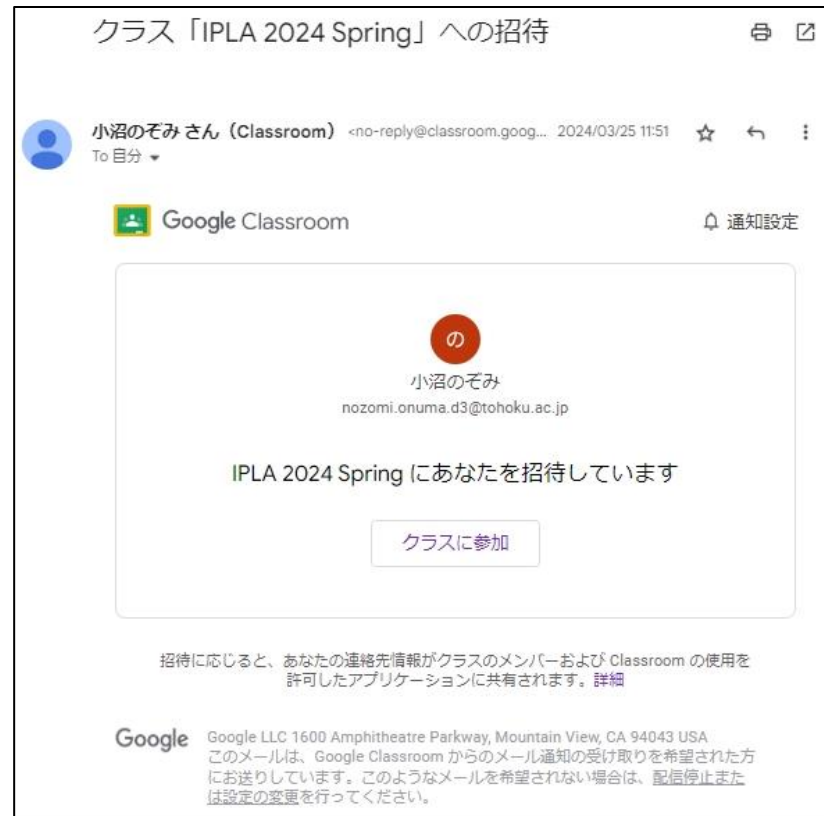 クラス「IPLA 2024 Spring」への招待
小沼のぞみ さん（Classroom） <no-reply@classroom.goog... 2024/03/25 11:51
To 自分
Google Classroom
通知設定
の
小沼のぞみ
nozomi.onuma.d3@tohoku.ac.jp
IPLA 2024 Spring にあなたを招待しています
クラスに参加
招待に応じると、あなたの連絡先情報がクラスのメンバーおよび Classroom の使用を
許可したアプリケーションに共有されます。詳細
Google
Google LLC 1600 Amphitheatre Parkway, Mountain View, CA 94043 USA
このメールは、Google Classroom からのメール通知の受け取りを希望された方
にお送りしています。このようなメールを希望されない場合は、配信停止また
は設定の変更を行ってください。